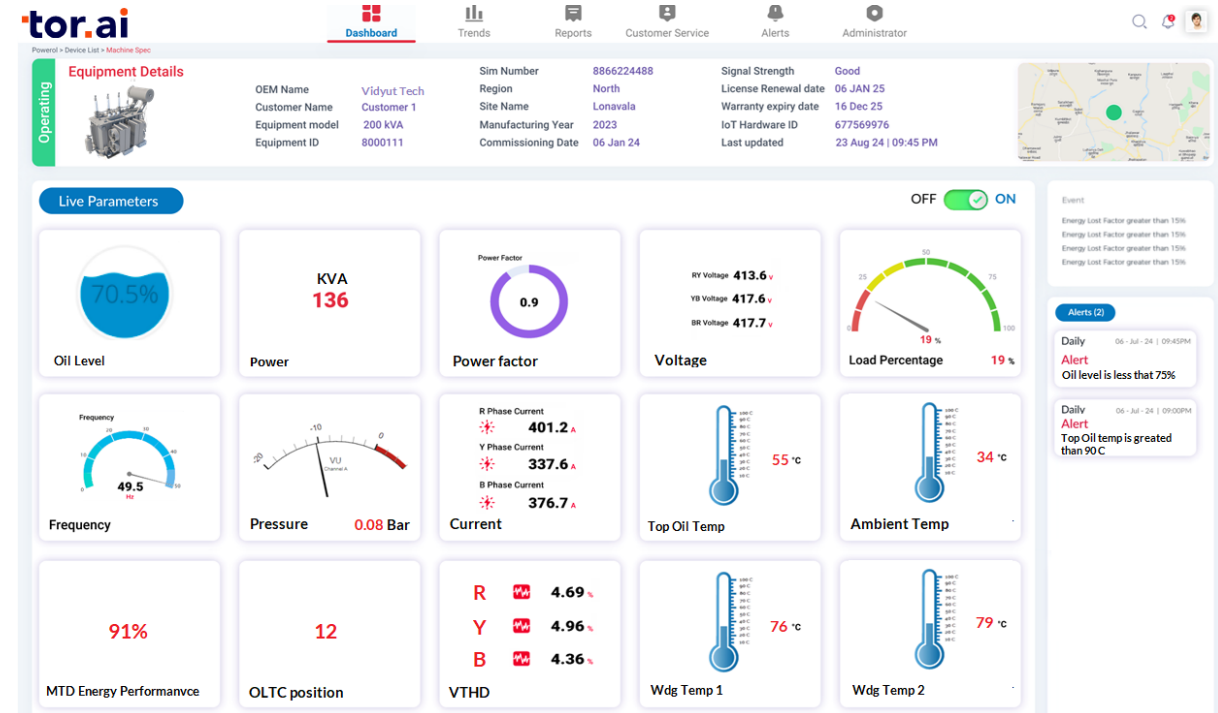 tor.ai
Dashboard
Trends
Reports
Customer Service
Alerts
Administrator
Powerol > Device List > Machine Spec
Operating
Equipment Details
OEM Name Vidyut Tech
Customer Name Customer 1
Equipment model 200 kVA
Equipment ID 8000111
Sim Number 8866224488
Region North
Site Name Lonavala
Manufacturing Year 2023
Commissioning Date 06 Jan 24
Signal Strength Good
License Renewal date 06 JAN 25
Warranty expiry date 16 Dec 25
IoT Hardware ID 677569976
Last updated 23 Aug 24 | 09:45 PM
Live Parameters
OFF ON
70.5%
Oil Level
KVA
136
Power
Power Factor
0.9
Power factor
RY Voltage 413.6 v
YB Voltage 417.6 v
BR Voltage 417.7 v
Voltage
0 25 50 75 100
19 %
Load Percentage 19 %
Frequency
0 10 20 30 40 50
49.5
Hz
Frequency
-20 -10 0
VU
Channel A
Pressure 0.08 Bar
R Phase Current
401.2 A
Y Phase Current
337.6 A
B Phase Current
376.7 A
Current
55 °C
Top Oil Temp
34 °C
Ambient Temp
91%
MTD Energy Performanvce
12
OLTC position
R 4.69 %
Y 4.96 %
B 4.36 %
VTHD
76 °C
Wdg Temp 1
79 °C
Wdg Temp 2
Event
Energy Lost Factor greater than 15%
Energy Lost Factor greater than 15%
Energy Lost Factor greater than 15%
Energy Lost Factor greater than 15%
Alerts (2)
Daily 06 - Jul - 24 | 09:45PM
Alert
Oil level is less that 75%
Daily 06 - Jul - 24 | 09:00PM
Alert
Top Oil temp is greated
than 90 C